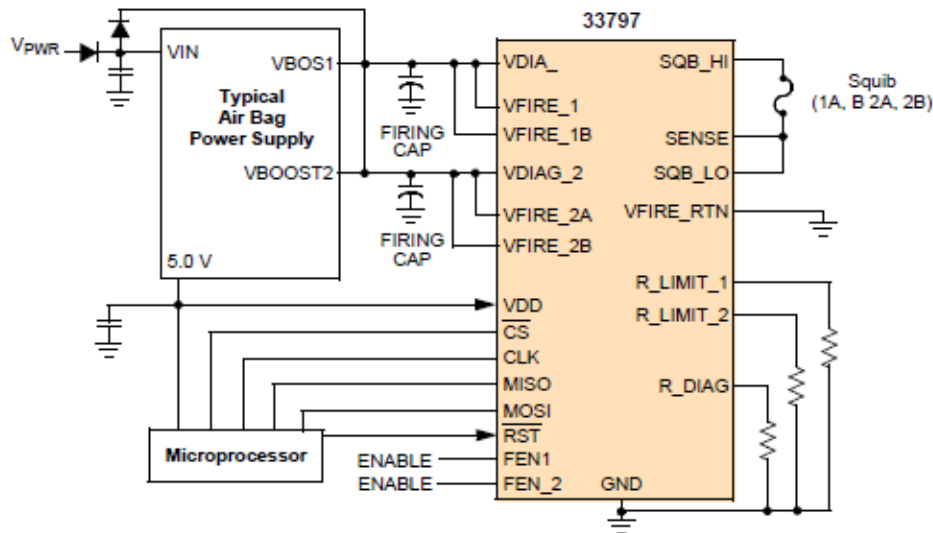 33797
VPWR
VIN
VBOS1
Typical
Air Bag
Power Supply
VBOOST2
5.0 V
FIRING
CAP
FIRING
CAP
VDIA_
VFIRE_1
VFIRE_1B
VDIAG_2
VFIRE_2A
VFIRE_2B
VDD
CS
CLK
MISO
MOSI
RST
FEN1
FEN_2
GND
SQB_HI
SENSE
SQB_LO
VFIRE_RTN
R_LIMIT_1
R_LIMIT_2
R_DIAG
Squib
(1A, B 2A, 2B)
Microprocessor
ENABLE
ENABLE